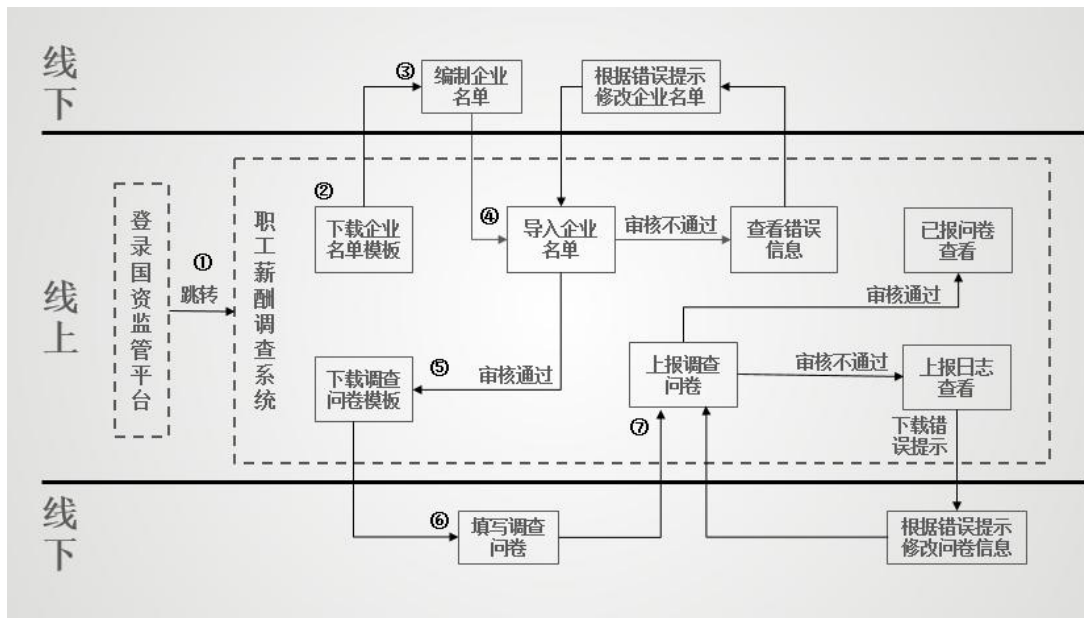 线下
③
编制企业
名单
根据错误提示
修改企业名单
线上
登录国资监管平台
①
跳转
职工薪酬调查系统
②
下载企业
名单模板
④
导入企业
名单
审核不通过
查看错误
信息
已报问卷
查看
审核通过
⑤
下载调查
问卷模板
审核通过
上报调查
问卷
审核不通过
上报日志
查看
⑦
下载错
误提示
线下
⑥
填写调查
问卷
根据错误提示
修改问卷信息